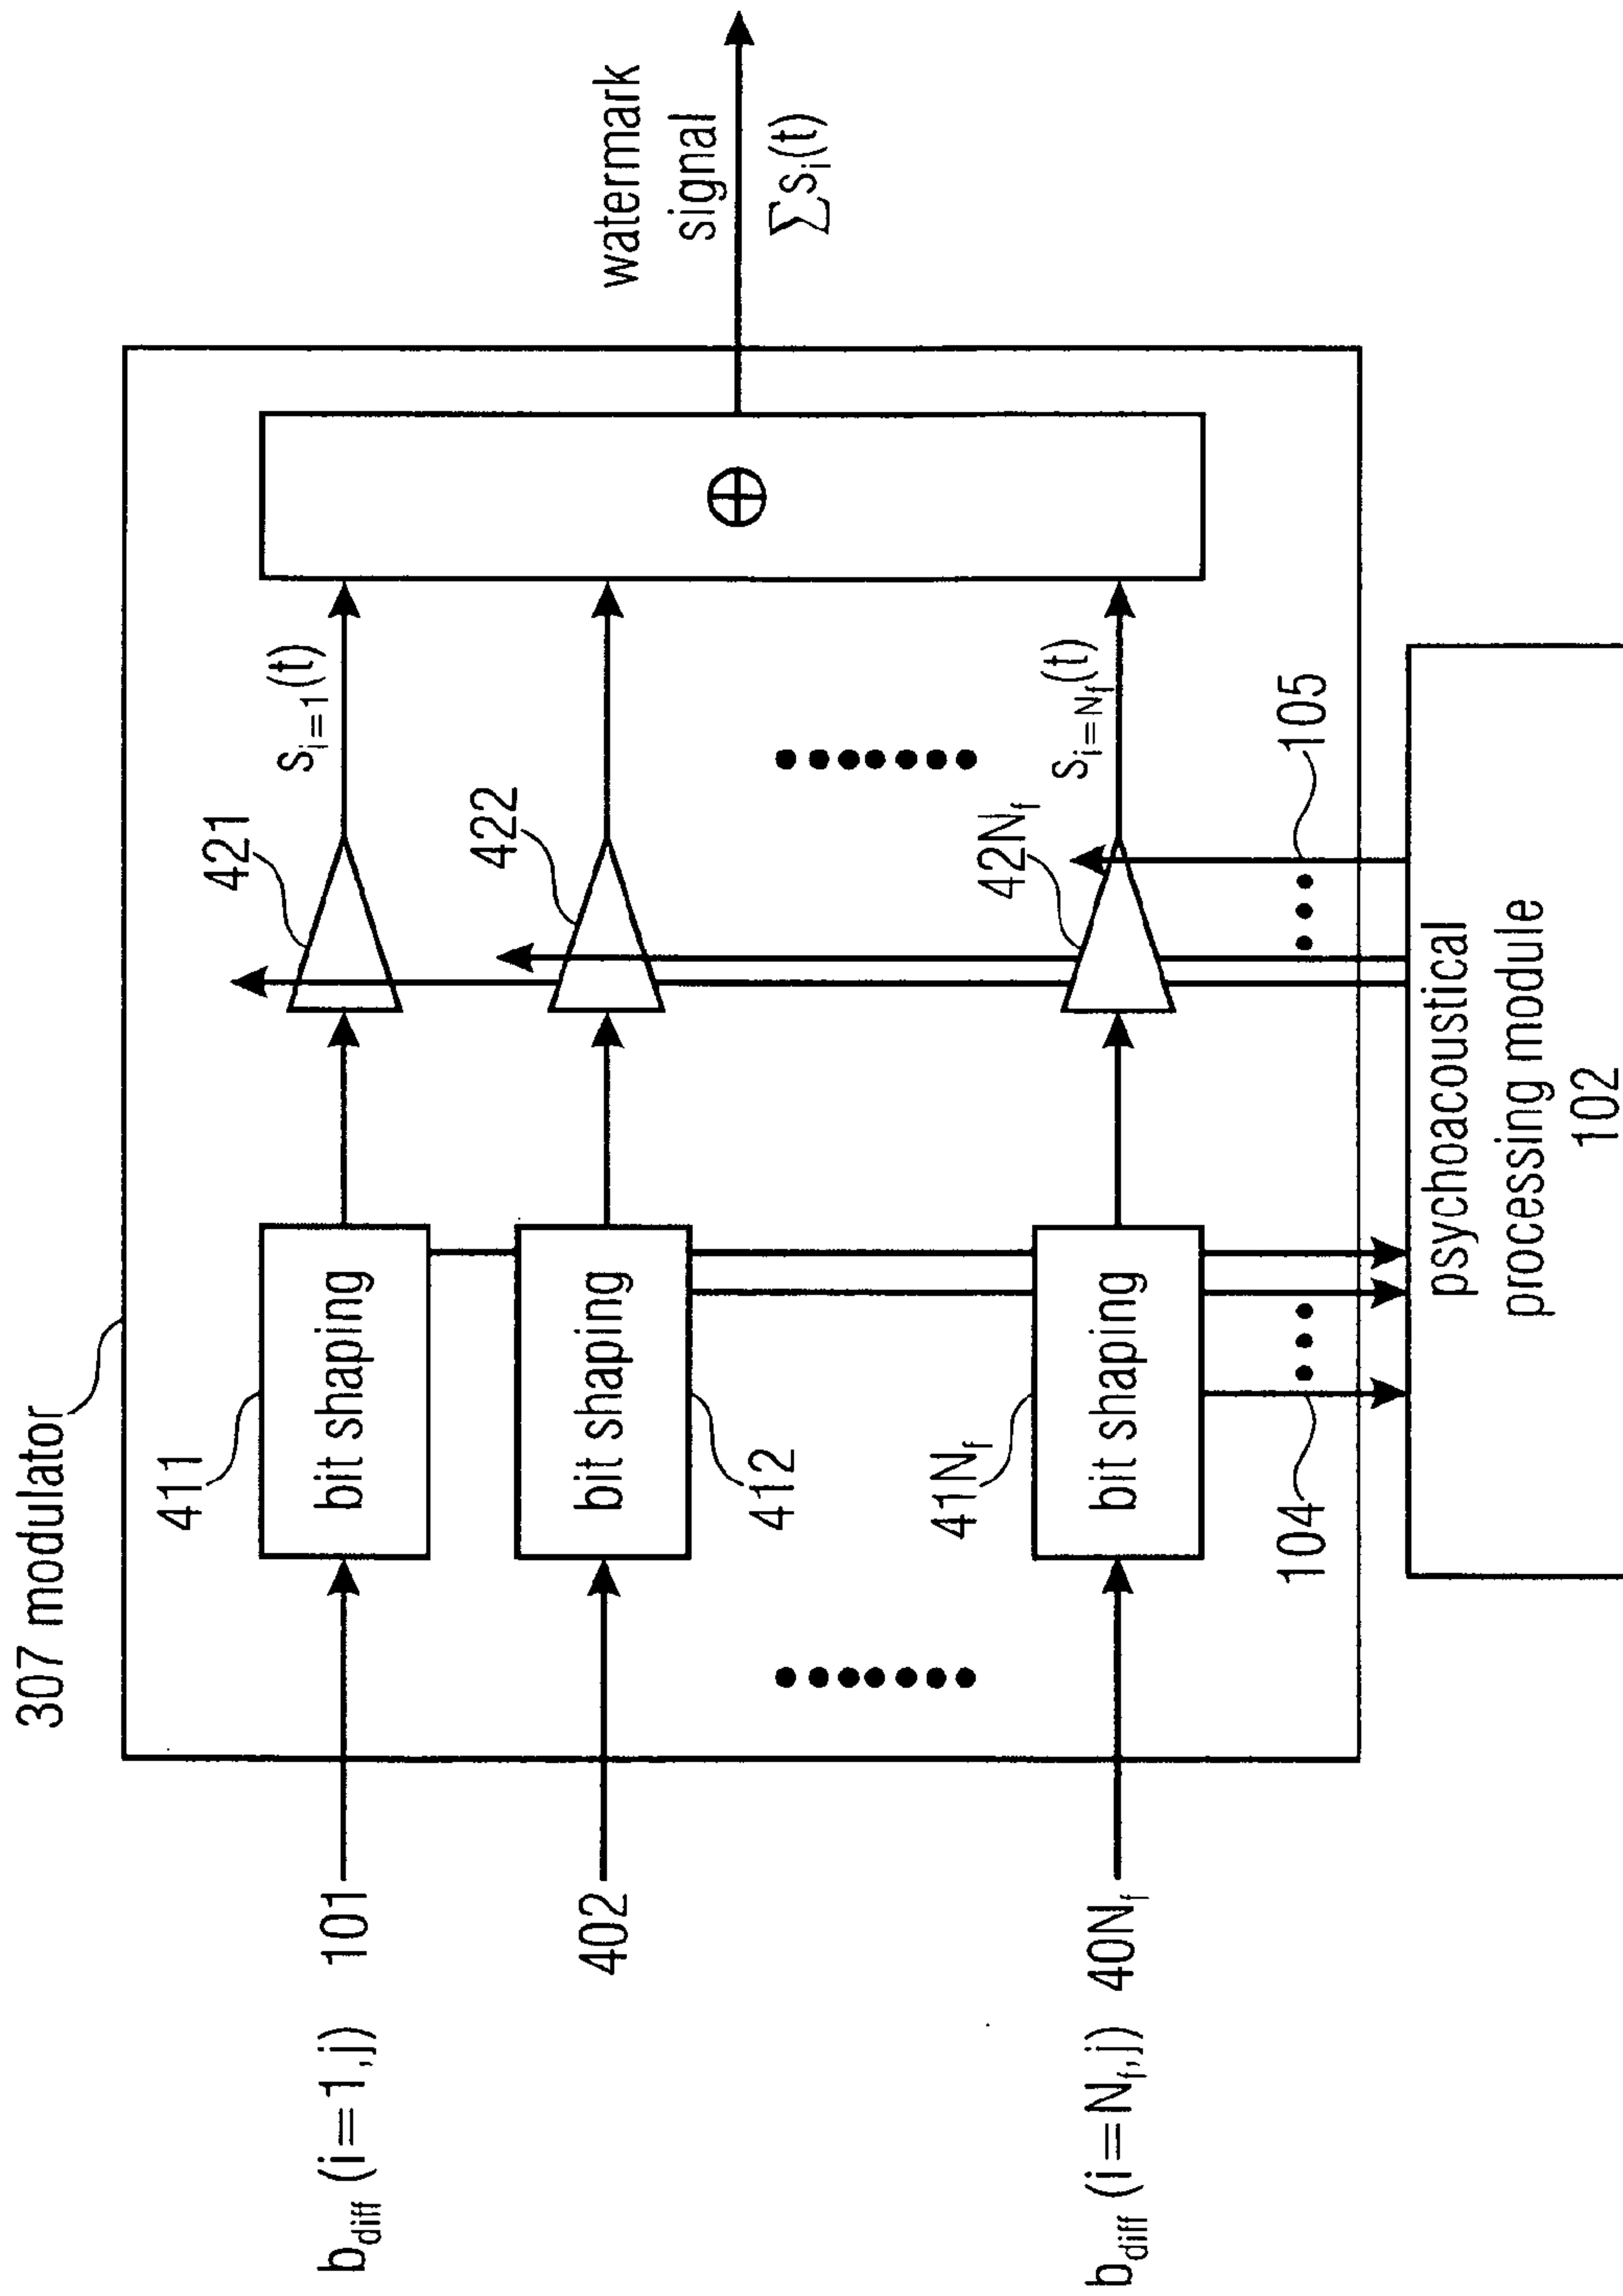 307 modulator
watermark
signal
∑sᵢ(t)
b_diff (i=1,j) 101
411
bit shaping
421
s_{i=1}(t)
402
bit shaping
412
422
b_diff (i=N_f,j) 40N_f
41N_f
bit shaping
42N_f
s_{i=N_f}(t)
104
105
psychoacoustical
processing module
102